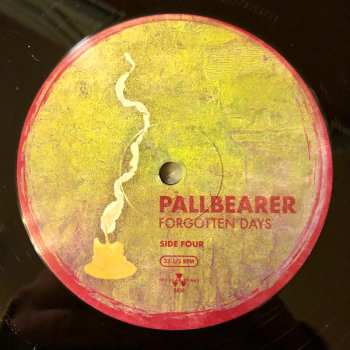 PALLBEARER
FORGOTTEN DAYS
SIDE FOUR
33 1/3 RPM